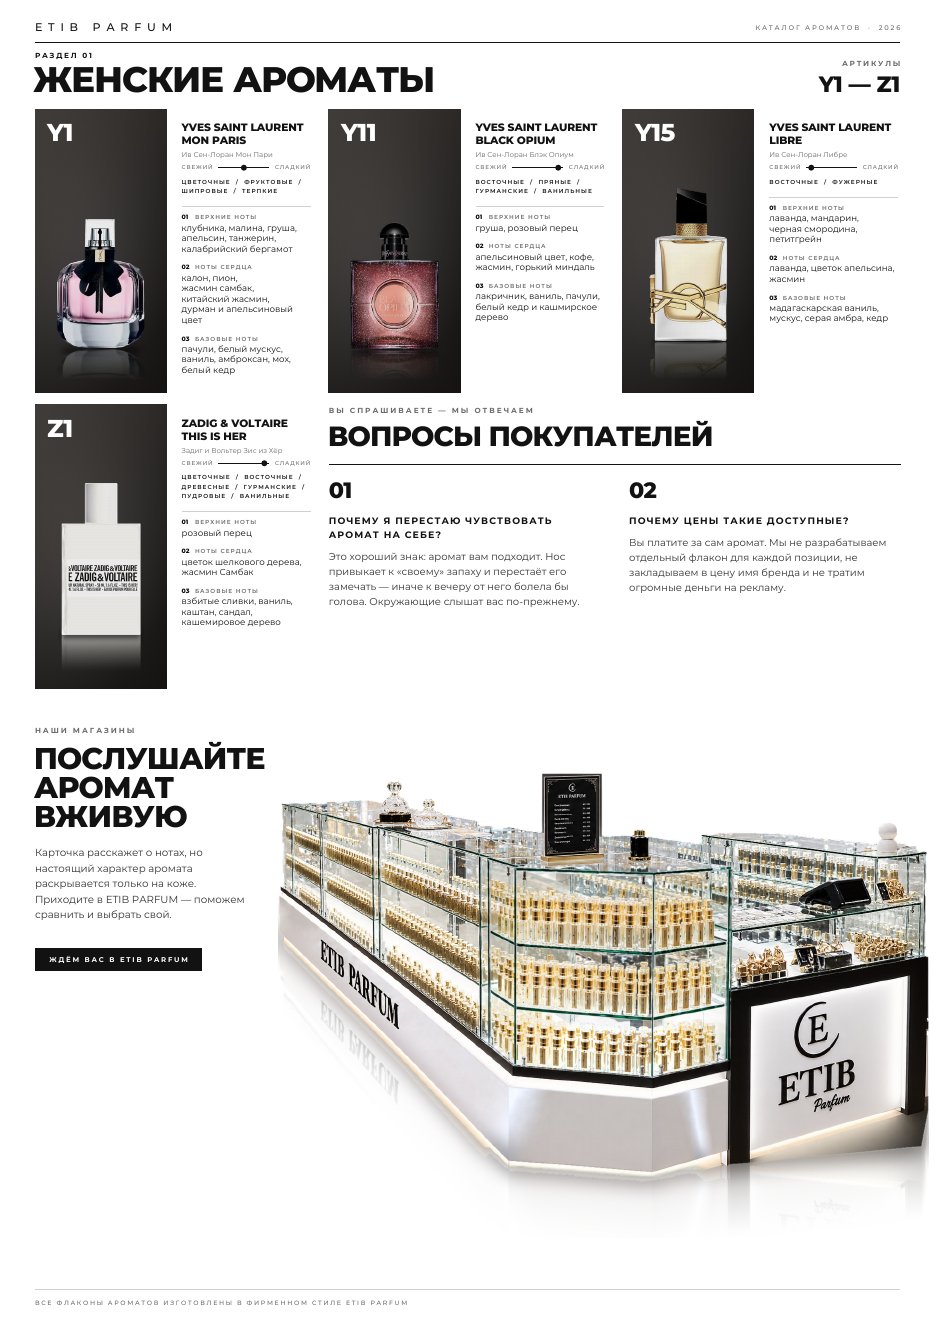 ETIB PARFUM
КАТАЛОГ АРОМАТОВ · 2026
РАЗДЕЛ 01
ЖЕНСКИЕ АРОМАТЫ
АРТИКУЛЫ
Y1 — Z1
Y1
YVES SAINT LAURENT
MON PARIS
Ив Сен-Лоран Мон Пари
СВЕЖИЙ СЛАДКИЙ
ЦВЕТОЧНЫЕ / ФРУКТОВЫЕ /
ШИПРОВЫЕ / ТЕРПКИЕ
01 ВЕРХНИЕ НОТЫ
клубника, малина, груша,
апельсин, танжерин,
калабрийский бергамот
02 НОТЫ СЕРДЦА
калон, пион,
жасмин самбак,
китайский жасмин,
дурман и апельсиновый
цвет
03 БАЗОВЫЕ НОТЫ
пачули, белый мускус,
ваниль, амброксан, мох,
белый кедр
Y11
YVES SAINT LAURENT
BLACK OPIUM
Ив Сен-Лоран Блэк Опиум
СВЕЖИЙ СЛАДКИЙ
ВОСТОЧНЫЕ / ПРЯНЫЕ /
ГУРМАНСКИЕ / ВАНИЛЬНЫЕ
01 ВЕРХНИЕ НОТЫ
груша, розовый перец
02 НОТЫ СЕРДЦА
апельсиновый цвет, кофе,
жасмин, горький миндаль
03 БАЗОВЫЕ НОТЫ
лакричник, ваниль, пачули,
белый кедр и кашмирское
дерево
Y15
YVES SAINT LAURENT
LIBRE
Ив Сен-Лоран Либре
СВЕЖИЙ СЛАДКИЙ
ВОСТОЧНЫЕ / ФУЖЕРНЫЕ
01 ВЕРХНИЕ НОТЫ
лаванда, мандарин,
черная смородина,
петитгрейн
02 НОТЫ СЕРДЦА
лаванда, цветок апельсина,
жасмин
03 БАЗОВЫЕ НОТЫ
мадагаскарская ваниль,
мускус, серая амбра, кедр
Z1
ZADIG & VOLTAIRE
THIS IS HER
Задиг и Вольтер Зис из Хёр
СВЕЖИЙ СЛАДКИЙ
ЦВЕТОЧНЫЕ / ВОСТОЧНЫЕ /
ДРЕВЕСНЫЕ / ГУРМАНСКИЕ /
ПУДРОВЫЕ / ВАНИЛЬНЫЕ
01 ВЕРХНИЕ НОТЫ
розовый перец
02 НОТЫ СЕРДЦА
цветок шелкового дерева,
жасмин Самбак
03 БАЗОВЫЕ НОТЫ
взбитые сливки, ваниль,
каштан, сандал,
кашемировое дерево
VOLTAIRE ZADIG&VOLTAIRE
E ZADIG&VOLTAIRE
ВЫ СПРАШИВАЕТЕ — МЫ ОТВЕЧАЕМ
ВОПРОСЫ ПОКУПАТЕЛЕЙ
01
ПОЧЕМУ Я ПЕРЕСТАЮ ЧУВСТВОВАТЬ
АРОМАТ НА СЕБЕ?
Это хороший знак: аромат вам подходит. Нос
привыкает к «своему» запаху и перестаёт его
замечать — иначе к вечеру от него болела бы
голова. Окружающие слышат вас по-прежнему.
02
ПОЧЕМУ ЦЕНЫ ТАКИЕ ДОСТУПНЫЕ?
Вы платите за сам аромат. Мы не разрабатываем
отдельный флакон для каждой позиции, не
закладываем в цену имя бренда и не тратим
огромные деньги на рекламу.
НАШИ МАГАЗИНЫ
ПОСЛУШАЙТЕ
АРОМАТ
ВЖИВУЮ
Карточка расскажет о нотах, но
настоящий характер аромата
раскрывается только на коже.
Приходите в ETIB PARFUM — поможем
сравнить и выбрать свой.
ЖДЁМ ВАС В ETIB PARFUM
ETIB PARFUM
ETIB PARFUM
E
ETIB
Parfum
ВСЕ ФЛАКОНЫ АРОМАТОВ ИЗГОТОВЛЕНЫ В ФИРМЕННОМ СТИЛЕ ETIB PARFUM